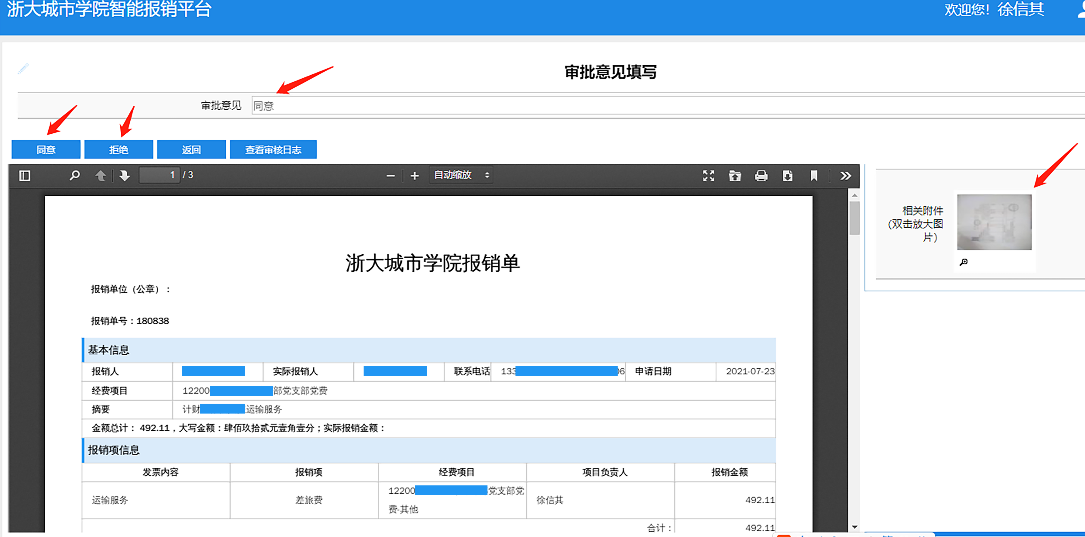 浙大城市学院智能报销平台 欢迎您！徐信其
审批意见填写
审批意见 同意
同意 拒绝 返回 查看审核日志
1 / 3 自动缩放
相关附件
(双击放大图
片)
浙大城市学院报销单
报销单位（公章）：
报销单号：180838
基本信息
报销人 实际报销人 联系电话 133 6 申请日期 2021-07-23
经费项目 12200 部党支部党费
摘要 计财 运输服务
金额总计： 492.11，大写金额：肆佰玖拾贰元壹角壹分；实际报销金额：
报销项信息
发票内容 报销项 经费项目 项目负责人 报销金额
运输服务 差旅费 12200 党支部党 徐信其 492.11
费-其他
合计： 492.11